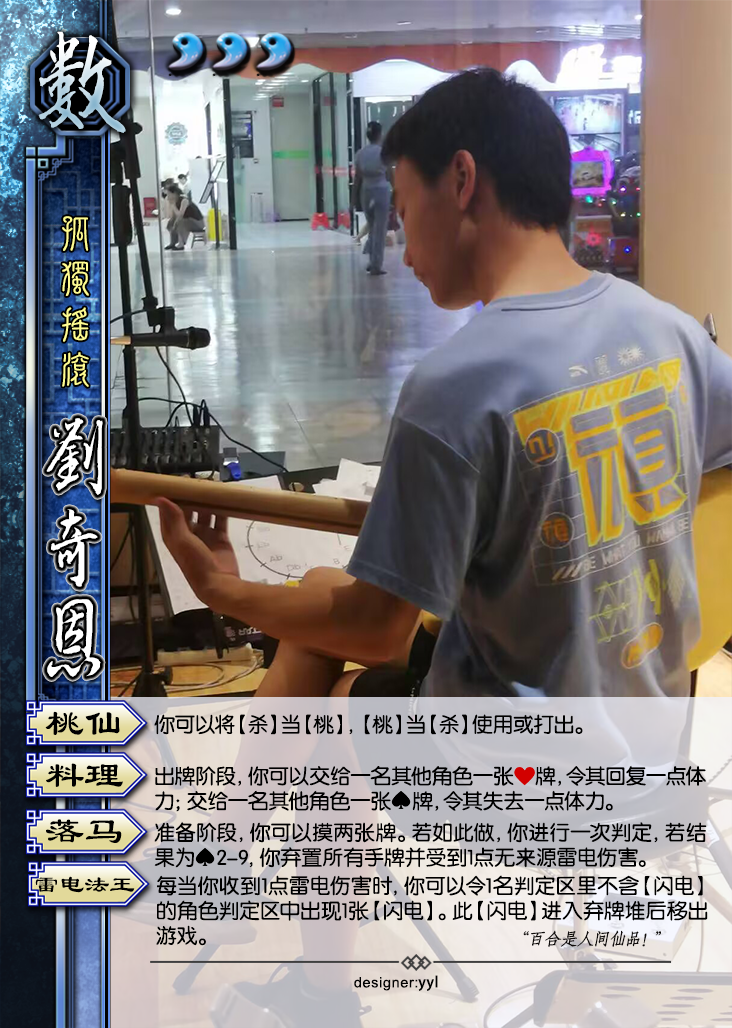 数
孤獨搖滾
劉奇恩
頑
桃仙
你可以将【杀】当【桃】,【桃】当【杀】使用或打出。
料理
出牌阶段,你可以交给一名其他角色一张♥牌,令其回复一点体
力; 交给一名其他角色一张♠牌,令其失去一点体力。
落马
准备阶段,你可以摸两张牌。若如此做,你进行一次判定,若结
果为♠2-9,你弃置所有手牌并受到1点无来源雷电伤害。
雷电法王
每当你收到1点雷电伤害时,你可以令1名判定区里不含【闪电】
的角色判定区中出现1张【闪电】。此【闪电】进入弃牌堆后移出
游戏。
“百合是人间仙品!”
designer:yyl